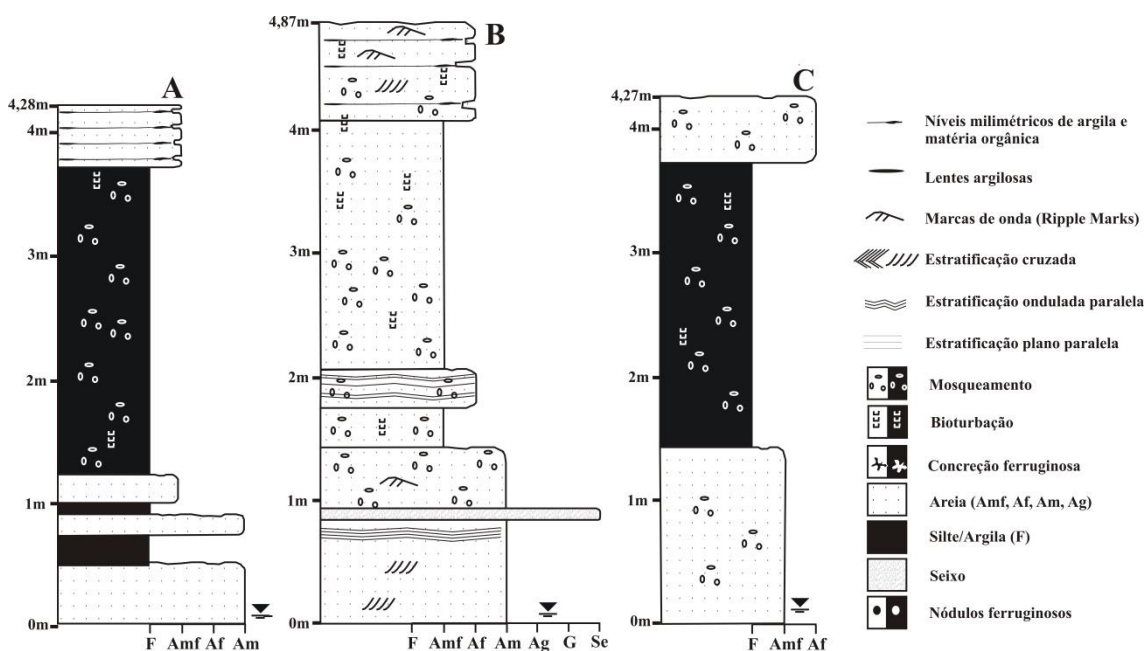 A
4,28m
4m
3m
2m
1m
0m
F Amf Af Am
B
4,87m
4m
3m
2m
1m
0m
F Amf Af Am Ag G Se
C
4,27m
4m
3m
2m
1m
0m
F Amf Af
Níveis milimétricos de argila e
matéria orgânica
Lentes argilosas
Marcas de onda (Ripple Marks)
Estratificação cruzada
Estratificação ondulada paralela
Estratificação plano paralela
Mosqueamento
Bioturbação
Concreção ferruginosa
Areia (Amf, Af, Am, Ag)
Silte/Argila (F)
Seixo
Nódulos ferruginosos